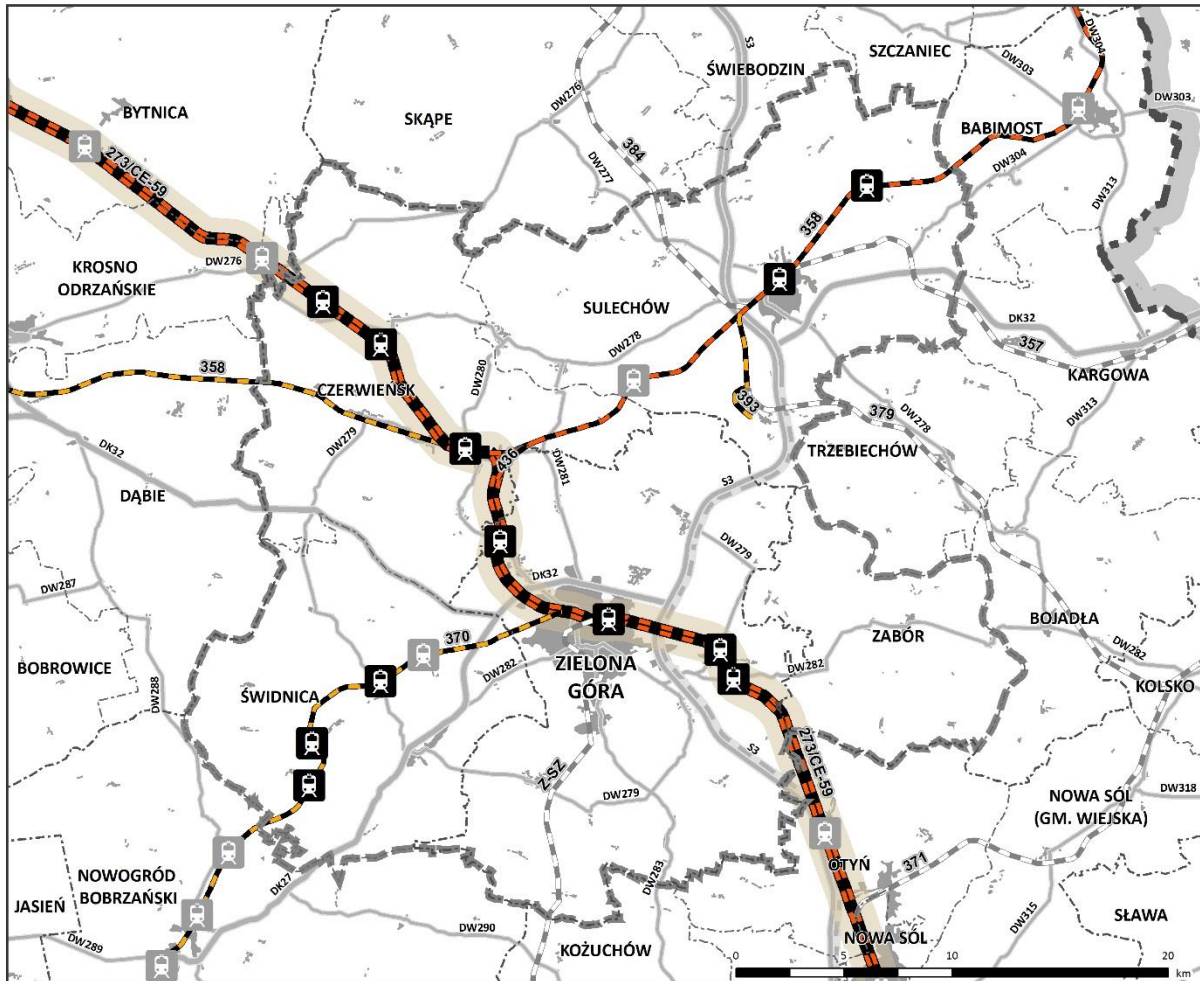 S3
SZCZANIEC
DW304
DW303
ŚWIEBODZIN
DW276
DW303
BYTNICA
SKĄPE
BABIMOST
384
273/CE-59
DW304
DW277
DW313
358
DW276
KROSNO
ODRZAŃSKIE
SULECHÓW
DK32
357
DW278
358
DW280
KARGOWA
CZERWIEŃSK
393
379
DW278
DW313
DW279
TRZEBIECHÓW
DK32
436
DW281
S3
DĄBIE
DW279
DK32
DW287
BOJADŁA
ZABÓR
370
BOBROWICE
DW282
ZIELONA
GÓRA
DW282
DW282
KOLSKO
DW288
ŚWIDNICA
273/CE-59
S3
Z-SZ
DW279
NOWA SÓL
(GM. WIEJSKA)
DW318
OTYŃ
371
NOWOGRÓD
BOBRZAŃSKI
DK27
DW283
JASIEŃ
DW315
SŁAWA
DW289
DW290
KOŻUCHÓW
NOWA SÓL
0 5 10 20
km